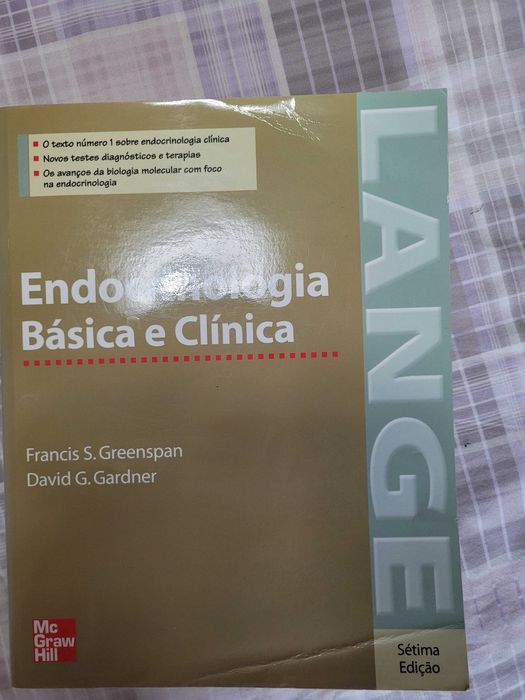 O texto número 1 sobre endocrinologia clínica
Novos testes diagnósticos e terapias
Os avanços da biologia molecular com foco
na endocrinologia
LANGE
Endocrinologia
Básica e Clínica
Francis S. Greenspan
David G. Gardner
Mc
Graw
Hill
Sétima
Edição